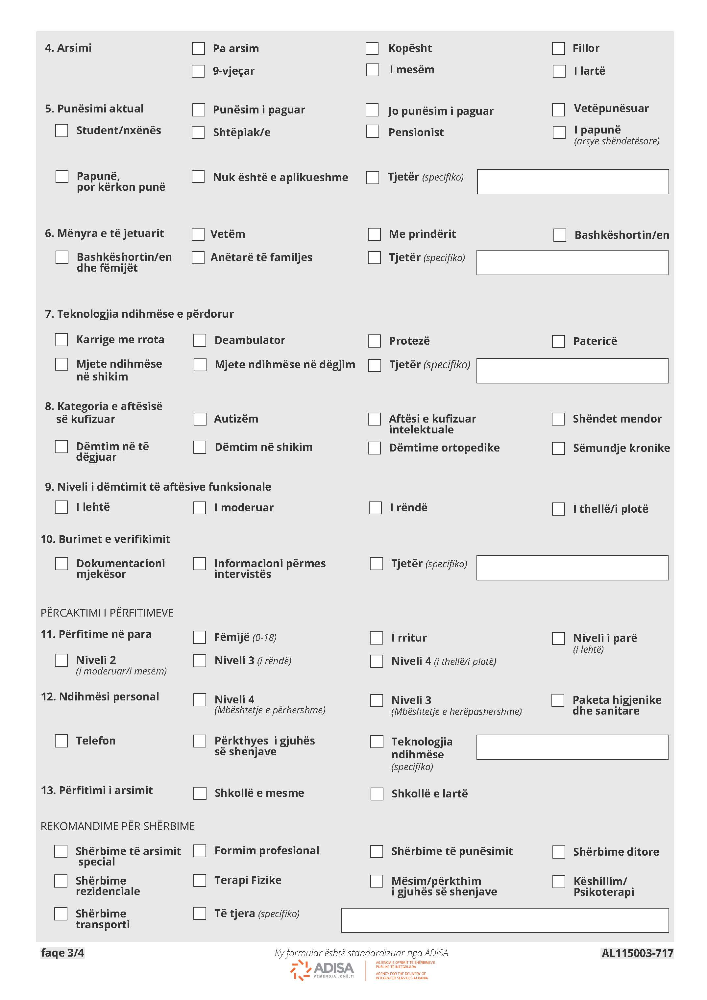 4. Arsimi
Pa arsim
Kopësht
Fillor
9-vjeçar
I mesëm
I lartë
5. Punësimi aktual
Punësim i paguar
Jo punësim i paguar
Vetëpunësuar
Student/nxënës
Shtëpiak/e
Pensionist
I papunë
(arsye shëndetësore)
Papunë,
por kërkon punë
Nuk është e aplikueshme
Tjetër (specifiko)
6. Mënyra e të jetuarit
Vetëm
Me prindërit
Bashkëshortin/en
Bashkëshortin/en
dhe fëmijët
Anëtarë të familjes
Tjetër (specifiko)
7. Teknologjia ndihmëse e përdorur
Karrige me rrota
Deambulator
Protezë
Patericë
Mjete ndihmëse
në shikim
Mjete ndihmëse në dëgjim
Tjetër (specifiko)
8. Kategoria e aftësisë
së kufizuar
Autizëm
Aftësi e kufizuar
intelektuale
Shëndet mendor
Dëmtim në të
dëgjuar
Dëmtim në shikim
Dëmtime ortopedike
Sëmundje kronike
9. Niveli i dëmtimit të aftësive funksionale
I lehtë
I moderuar
I rëndë
I thellë/i plotë
10. Burimet e verifikimit
Dokumentacioni
mjekësor
Informacioni përmes
intervistës
Tjetër (specifiko)
PËRCAKTIMI I PËRFITIMEVE
11. Përfitime në para
Fëmijë (0-18)
I rritur
Niveli i parë
(i lehtë)
Niveli 2
(i moderuar/i mesëm)
Niveli 3 (i rëndë)
Niveli 4 (i thellë/i plotë)
12. Ndihmësi personal
Niveli 4
(Mbështetje e përhershme)
Niveli 3
(Mbështetje e herëpashershme)
Paketa higjenike
dhe sanitare
Telefon
Përkthyes i gjuhës
së shenjave
Teknologjia
ndihmëse
(specifiko)
13. Përfitimi i arsimit
Shkollë e mesme
Shkollë e lartë
REKOMANDIME PËR SHËRBIME
Shërbime të arsimit
special
Formim profesional
Shërbime të punësimit
Shërbime ditore
Shërbime
rezidenciale
Terapi Fizike
Mësim/përkthim
i gjuhës së shenjave
Këshillim/
Psikoterapi
Shërbime
transporti
Të tjera (specifiko)
faqe 3/4
Ky formular është standardizuar nga ADISA
AL115003-717
ADISA
VËMENDJA JONË, TI
AGJENCIA E OFRIMIT TË SHËRBIMEVE
PUBLIKE TË INTEGRUARA
AGENCY FOR THE DELIVERY OF
INTEGRATED SERVICES ALBANIA